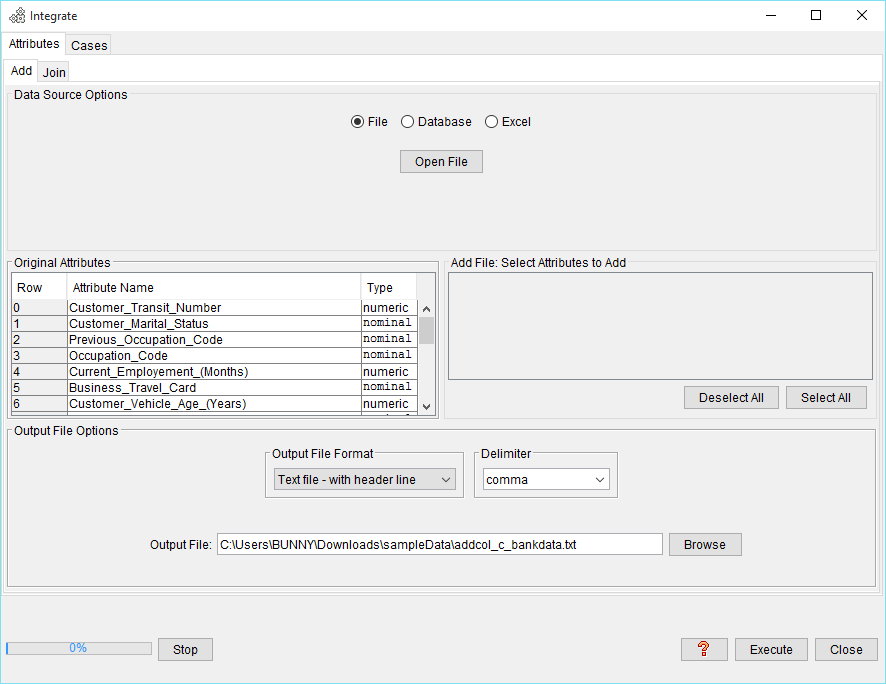 Integrate
Attributes Cases
Add Join
Data Source Options
File Database Excel
Open File
Original Attributes
Row Attribute Name Type
0 Customer_Transit_Number numeric
1 Customer_Marital_Status nominal
2 Previous_Occupation_Code nominal
3 Occupation_Code nominal
4 Current_Employement_(Months) numeric
5 Business_Travel_Card nominal
6 Customer_Vehicle_Age_(Years) numeric
Add File: Select Attributes to Add
Deselect All Select All
Output File Options
Output File Format Delimiter
Text file - with header line comma
Output File: C:\Users\BUNNY\Downloads\sampleData\addcol_c_bankdata.txt Browse
0% Stop ? Execute Close